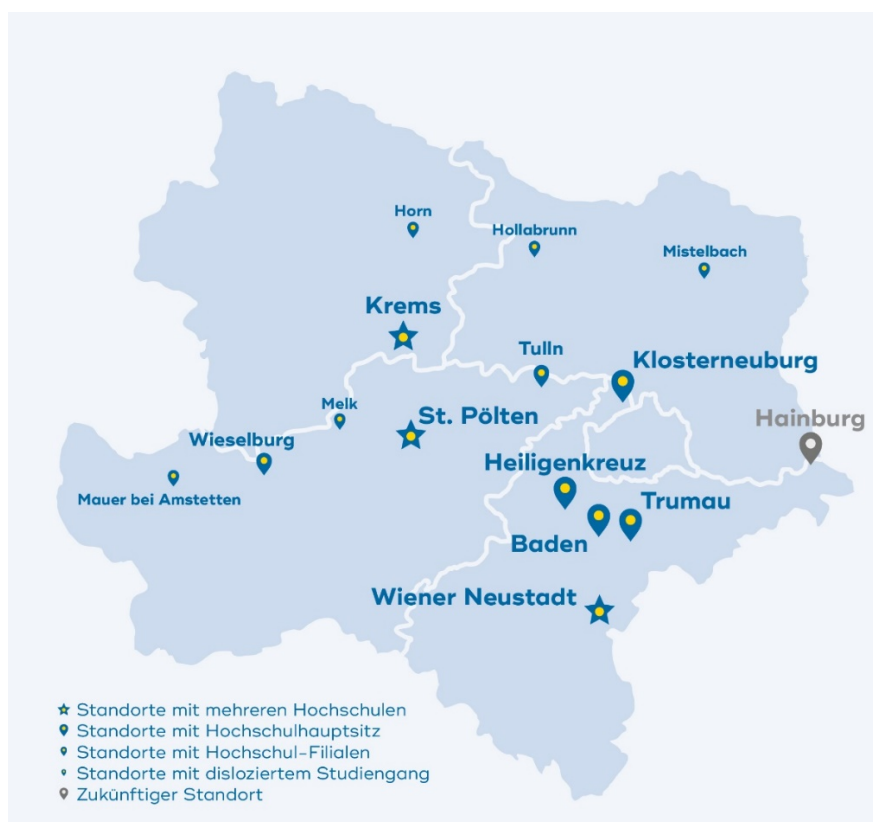 Horn
Hollabrunn
Mistelbach
Krems
Tulln
Klosterneuburg
Melk
St. Pölten
Hainburg
Wieselburg
Heiligenkreuz
Mauer bei Amstetten
Trumau
Baden
Wiener Neustadt
Standorte mit mehreren Hochschulen
Standorte mit Hochschulhauptsitz
Standorte mit Hochschul-Filialen
Standorte mit disloziertem Studiengang
Zukünftiger Standort